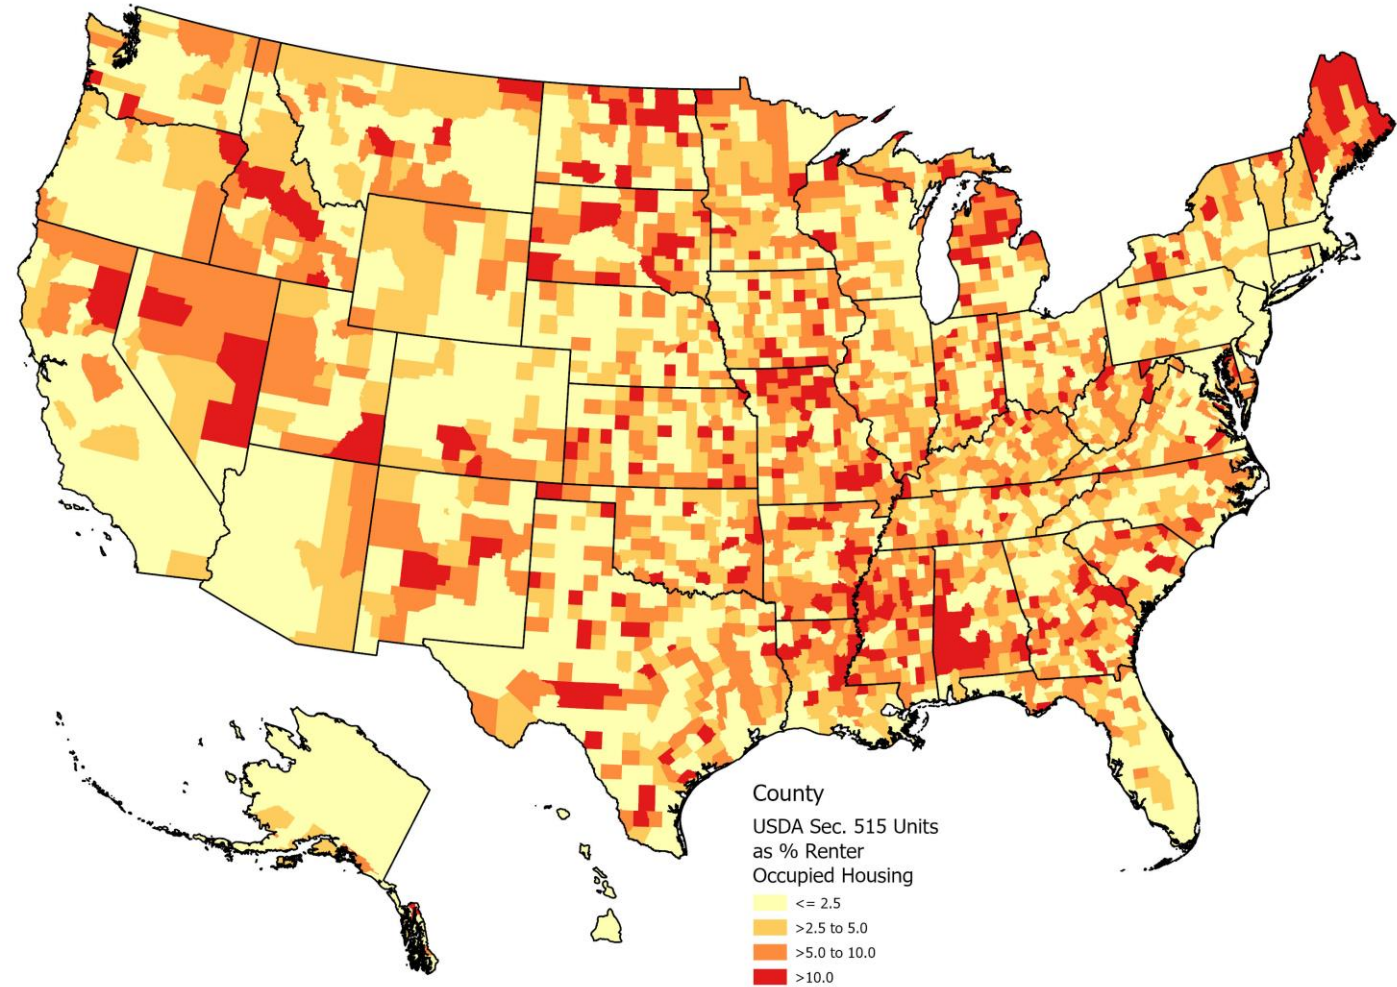 County
USDA Sec. 515 Units
as % Renter
Occupied Housing
<= 2.5
>2.5 to 5.0
>5.0 to 10.0
>10.0